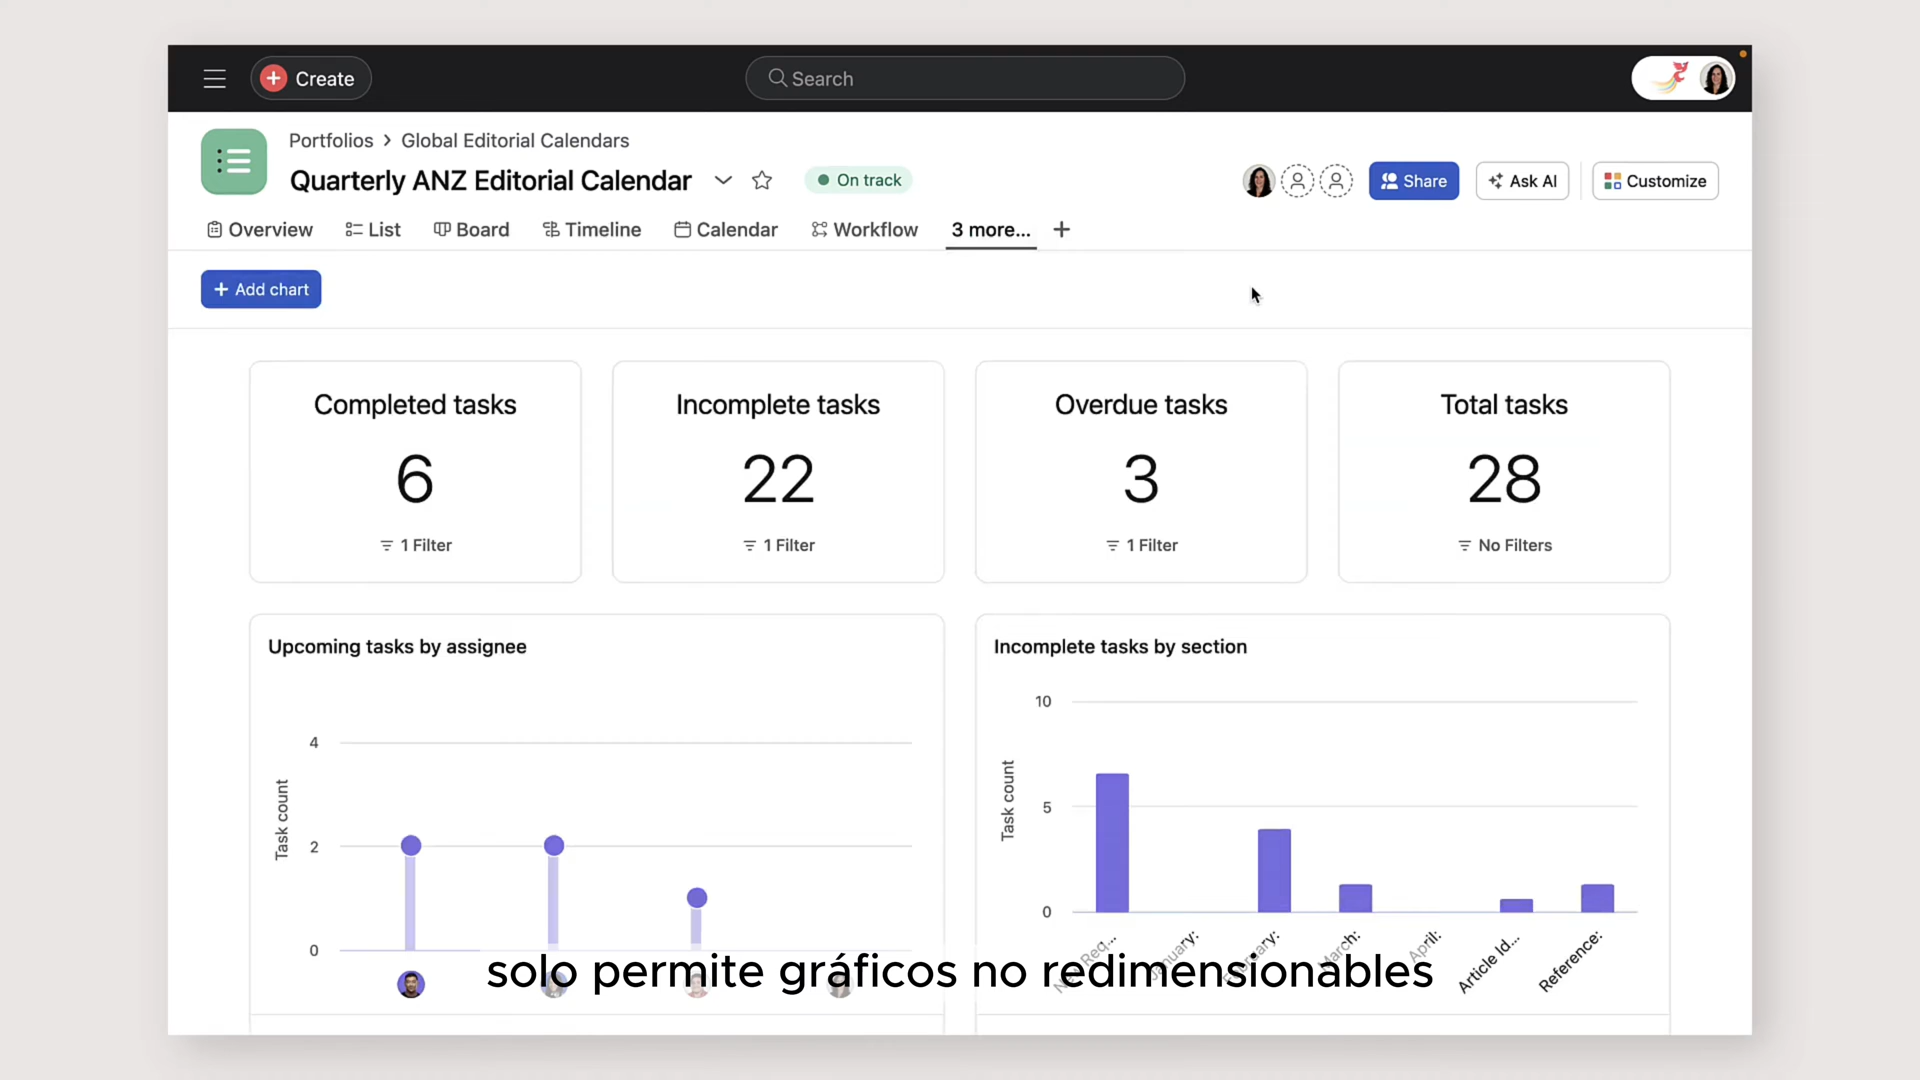 Create
Search
Portfolios > Global Editorial Calendars
Quarterly ANZ Editorial Calendar
On track
Share
Ask AI
Customize
Overview
List
Board
Timeline
Calendar
Workflow
3 more...
+ Add chart
Completed tasks
6
1 Filter
Incomplete tasks
22
1 Filter
Overdue tasks
3
1 Filter
Total tasks
28
No Filters
Upcoming tasks by assignee
Task count
4
2
0
Incomplete tasks by section
Task count
10
5
0
January:
February:
March:
April:
Article Id...
Reference:
solo permite gráficos no redimensionables